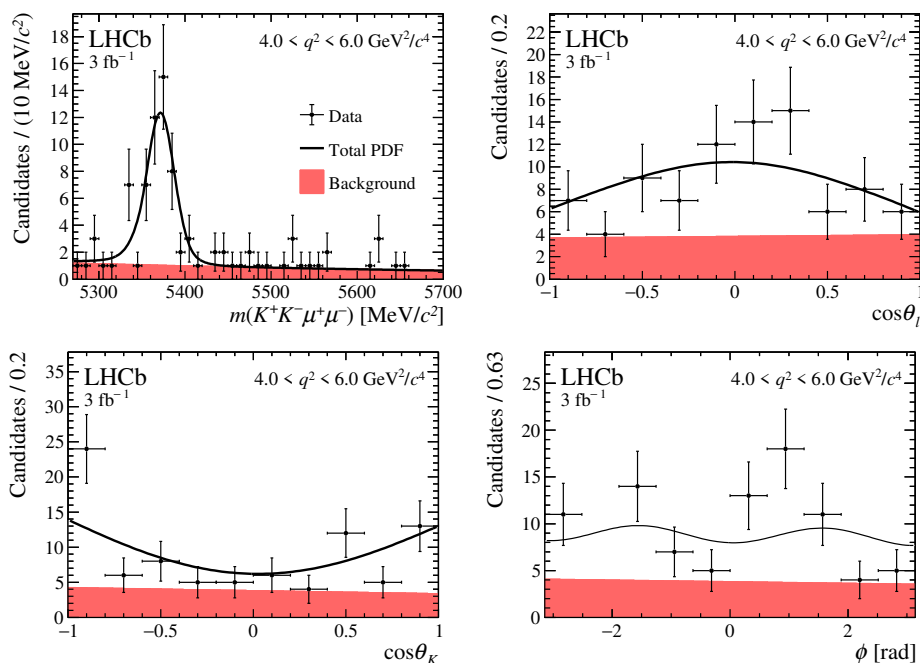 LHCb
3 fb⁻¹
4.0 < q² < 6.0 GeV²/c⁴
Candidates / (10 MeV/c²)
18
16
14
12
10
8
6
4
2
0
Data
Total PDF
Background
5300 5400 5500 5600 5700
m(K⁺K⁻μ⁺μ⁻) [MeV/c²]
LHCb
3 fb⁻¹
4.0 < q² < 6.0 GeV²/c⁴
Candidates / 0.2
22
20
18
16
14
12
10
8
6
4
2
0
−1 −0.5 0 0.5 1
cosθ_l
LHCb
3 fb⁻¹
4.0 < q² < 6.0 GeV²/c⁴
Candidates / 0.2
35
30
25
20
15
10
5
0
−1 −0.5 0 0.5 1
cosθ_K
LHCb
3 fb⁻¹
4.0 < q² < 6.0 GeV²/c⁴
Candidates / 0.63
25
20
15
10
5
0
−2 0 2
ϕ [rad]